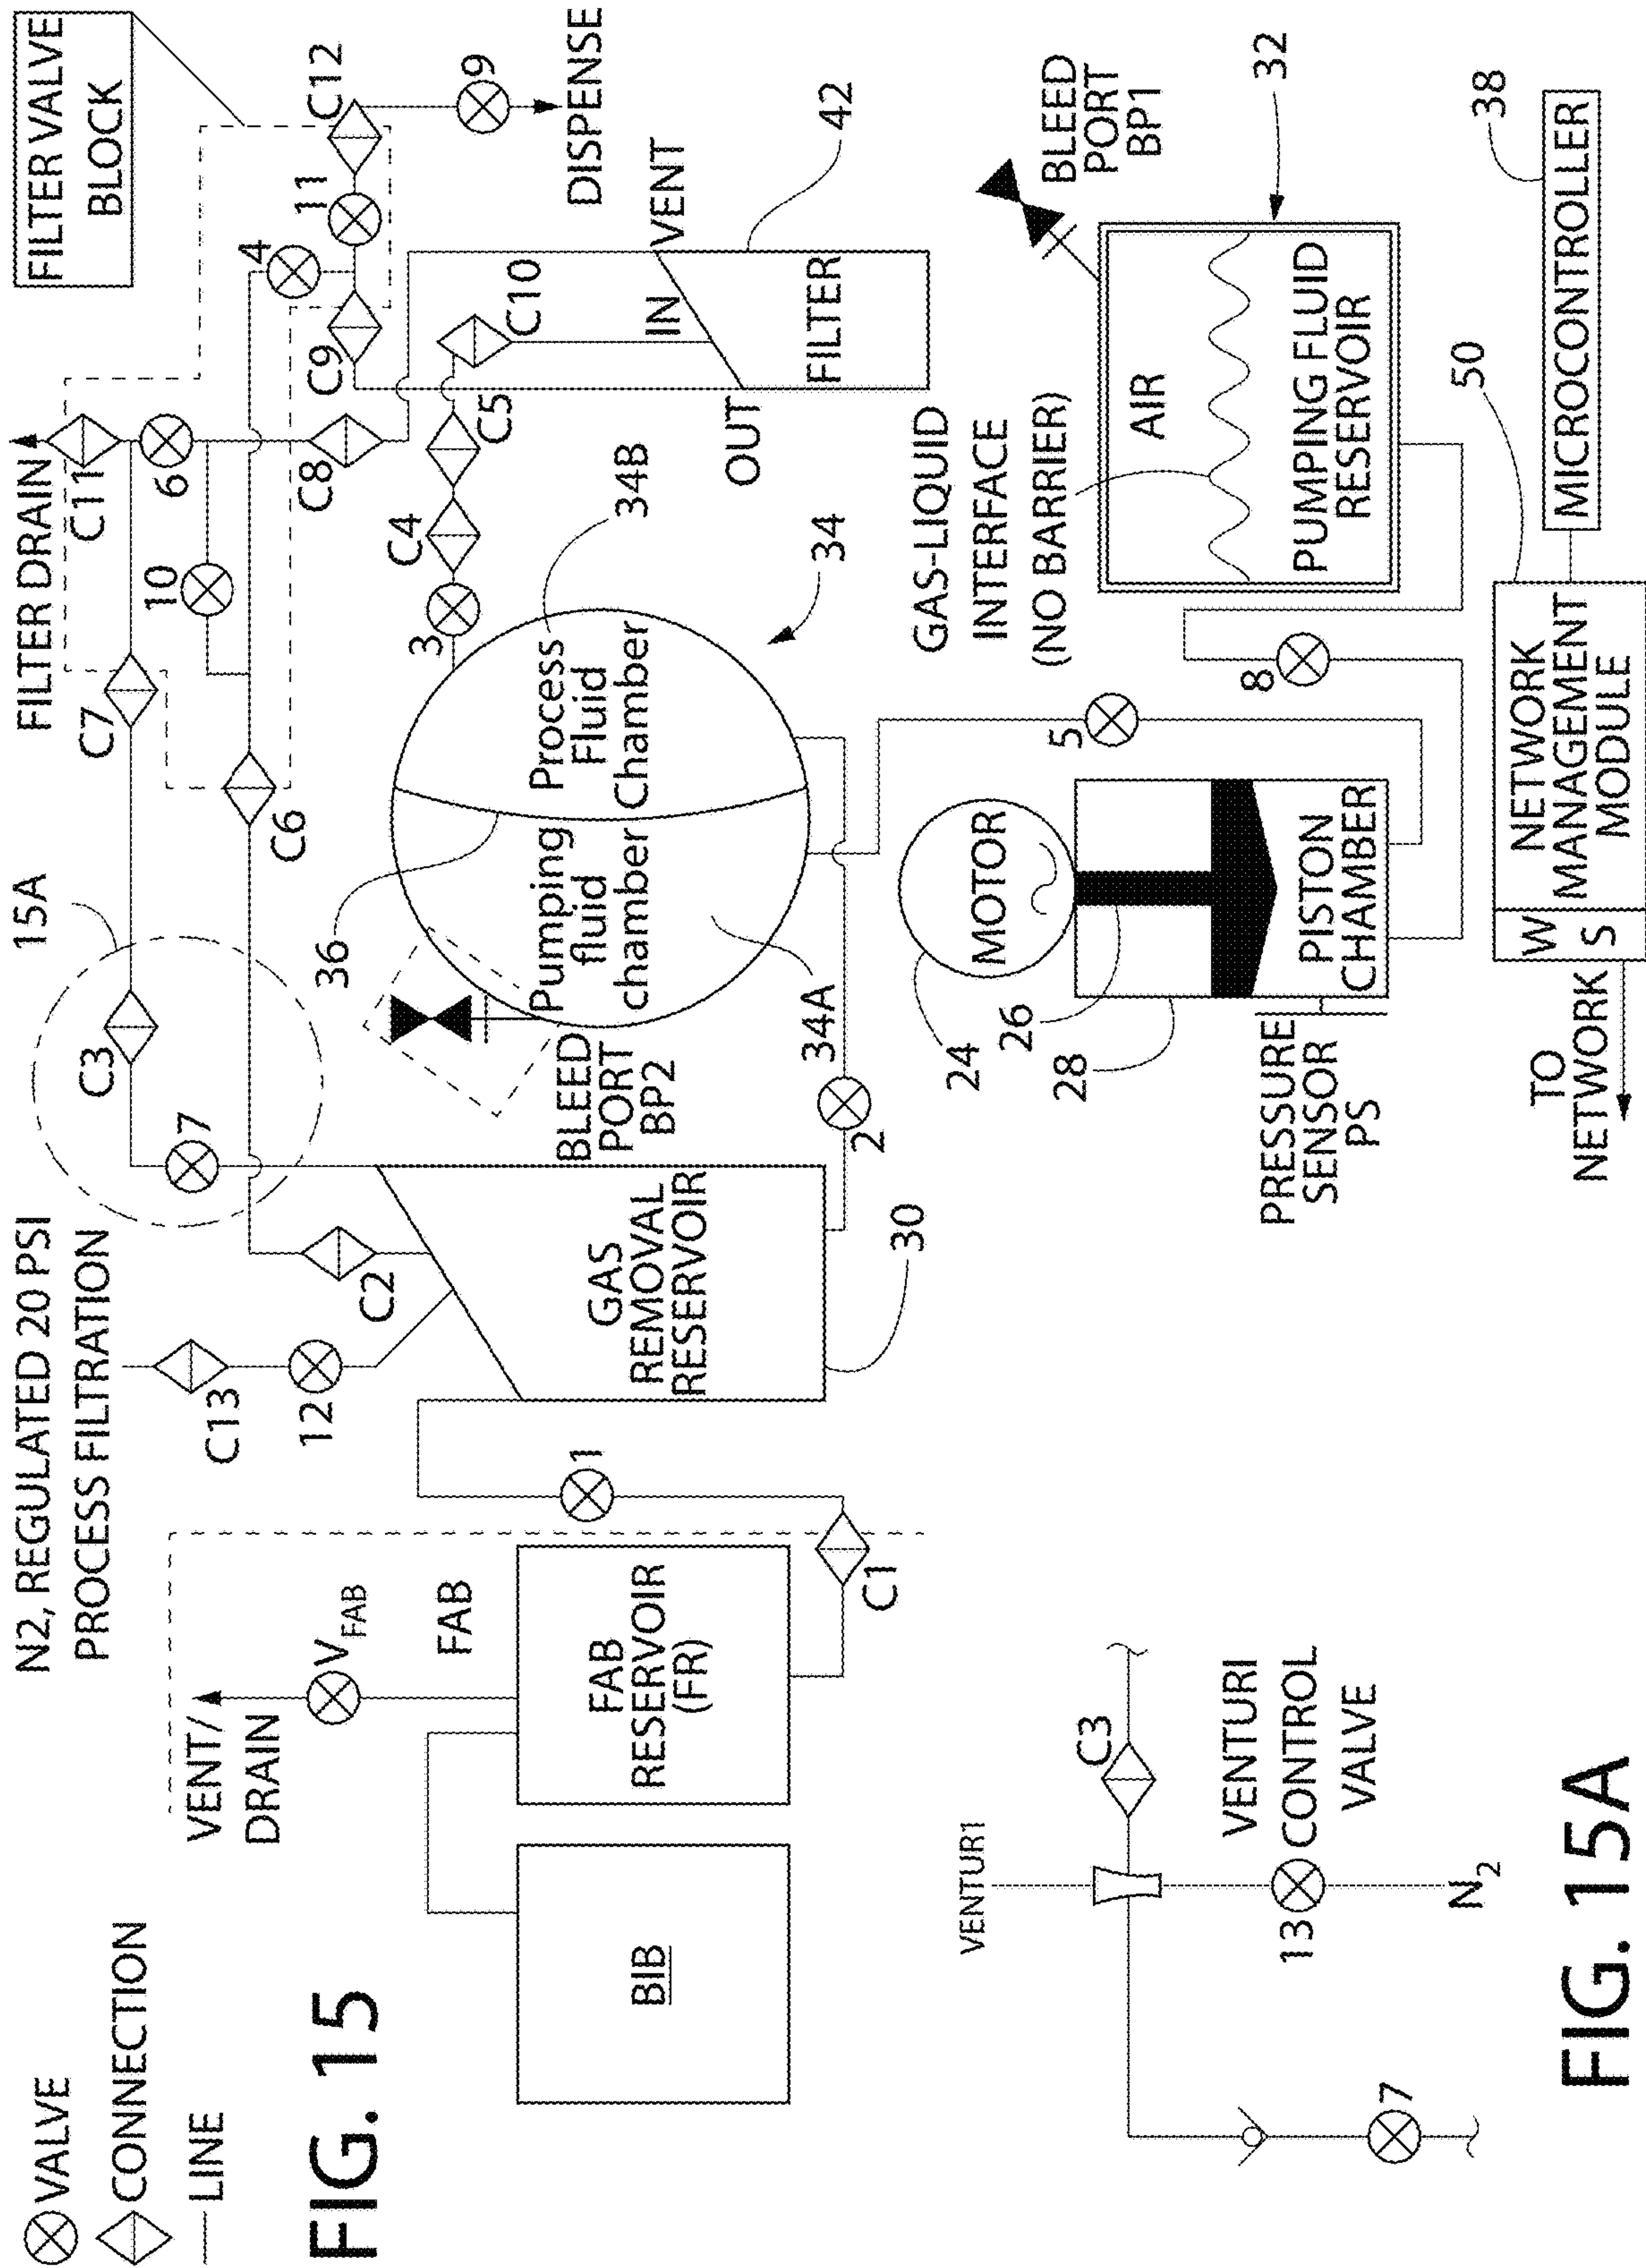 VALVE
CONNECTION
LINE
FIG. 15
N2, REGULATED 20 PSI
PROCESS FILTRATION
15A
FILTER DRAIN
FILTER VALVE
BLOCK
VENT/
DRAIN
VFAB
FAB
BIB
FAB
RESERVOIR
(FR)
C1
1
C13
12
C2
7
C3
C7
C6
10
C11
6
C8
4
C9
11
C12
9
DISPENSE
GAS
REMOVAL
RESERVOIR
30
BLEED
PORT
BP2
36
Pumping
fluid
chamber
Process
Fluid
Chamber
34A
34B
34
2
3
C4
C5
C10
IN
VENT
OUT
FILTER
42
GAS-LIQUID
INTERFACE
(NO BARRIER)
BLEED
PORT
BP1
32
AIR
PUMPING FLUID
RESERVOIR
5
8
MOTOR
24
26
28
PISTON
CHAMBER
PRESSURE
SENSOR
PS
TO
NETWORK
W
S
NETWORK
MANAGEMENT
MODULE
50
MICROCONTROLLER
38
VENTUR1
C3
VENTURI
CONTROL
VALVE
13
N2
7
FIG. 15A